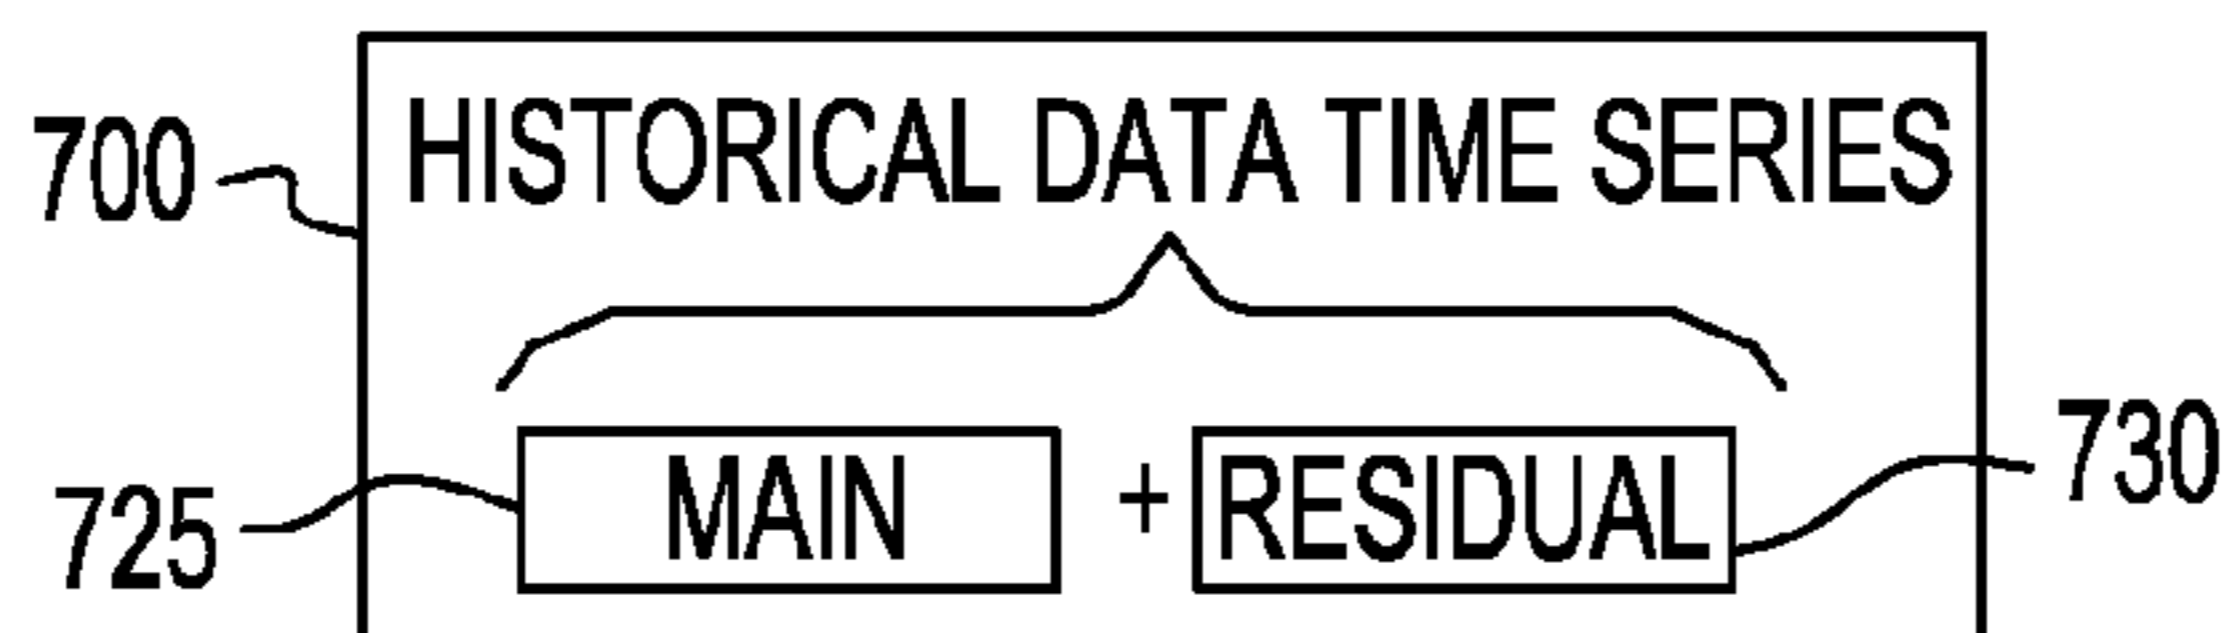 HISTORICAL DATA TIME SERIES
700
MAIN + RESIDUAL
725
730